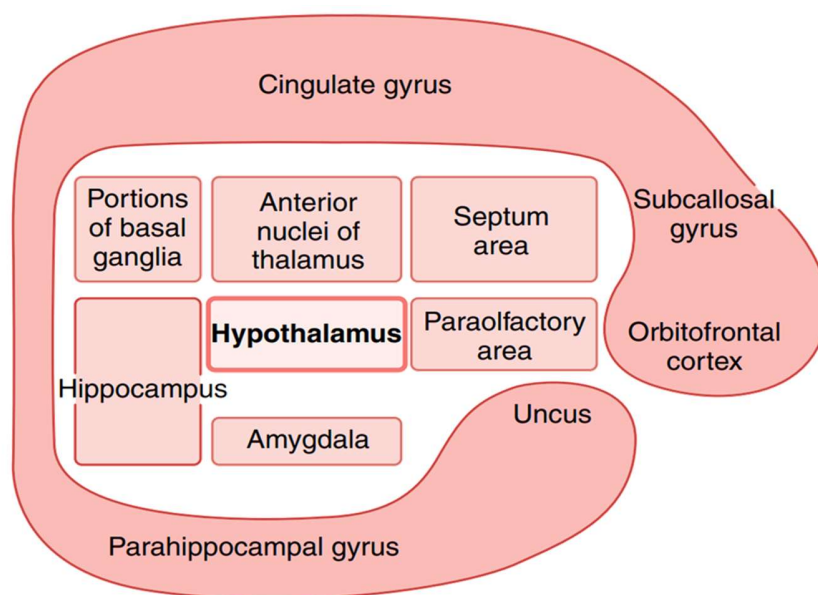 Cingulate gyrus
Portions
of basal
ganglia
Anterior
nuclei of
thalamus
Septum
area
Subcallosal
gyrus
Hypothalamus
Paraolfactory
area
Orbitofrontal
cortex
Hippocampus
Amygdala
Uncus
Parahippocampal gyrus